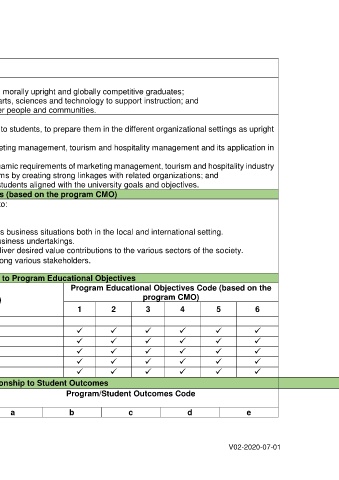 morally upright and globally competitive graduates;
arts, sciences and technology to support instruction; and
er people and communities.
to students, to prepare them in the different organizational settings as upright
eting management, tourism and hospitality management and its application in
namic requirements of marketing management, tourism and hospitality industry
ms by creating strong linkages with related organizations; and
students aligned with the university goals and objectives.
s (based on the program CMO)
to:
s business situations both in the local and international setting.
usiness undertakings.
liver desired value contributions to the various sectors of the society.
ong various stakeholders.
to Program Educational Objectives
)
Program Educational Objectives Code (based on the
program CMO)
1 2 3 4 5 6
✓ ✓ ✓ ✓ ✓ ✓
✓ ✓ ✓ ✓ ✓ ✓
✓ ✓ ✓ ✓ ✓ ✓
✓ ✓ ✓ ✓ ✓ ✓
✓ ✓ ✓ ✓ ✓ ✓
onship to Student Outcomes
Program/Student Outcomes Code
a b c d e
V02-2020-07-01